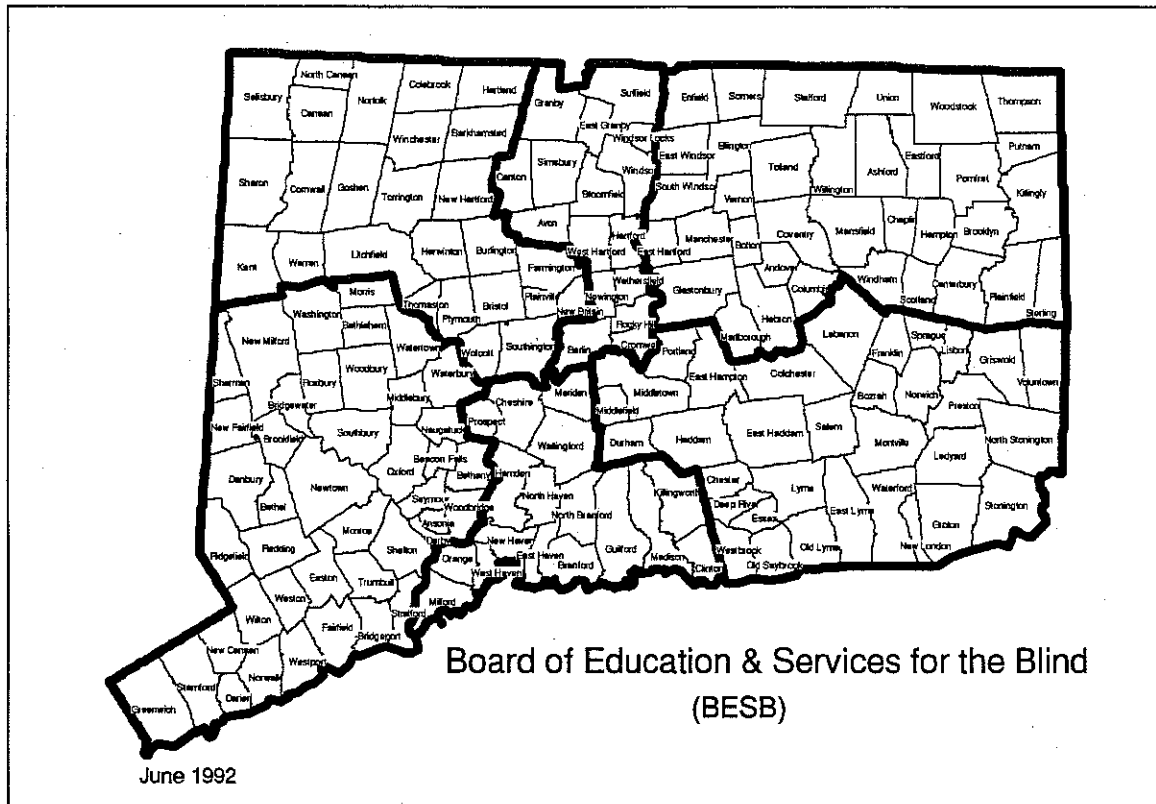 North Canaan
Colebrook
Hartland
Suffield
Salisbury
Canaan
Norfolk
Granby
Enfield
Somers
Stafford
Union
Woodstock
Thompson
East Granby
Winchester
Barkhamsted
Windsor Locks
East Windsor
Ellington
Putnam
Sharon
Cornwall
Goshen
Torrington
New Hartford
Canton
Simsbury
Bloomfield
Windsor
South Windsor
Vernon
Tolland
Willington
Ashford
Eastford
Pomfret
Killingly
Avon
Hartford
Manchester
Bolton
Coventry
Mansfield
Chaplin
Hampton
Brooklyn
Kent
Warren
Litchfield
Harwinton
Burlington
Farmington
West Hartford
East Hartford
Andover
Columbia
Windham
Scotland
Canterbury
Plainfield
Sterling
Morris
Washington
Bethlehem
Thomaston
Plymouth
Bristol
Plainville
Newington
Wethersfield
Glastonbury
Hebron
Marlborough
New Britain
Rocky Hill
Cromwell
Berlin
Southington
Wolcott
Watertown
Waterbury
New Milford
Woodbury
Roxbury
Sherman
Bridgewater
Middlebury
Portland
East Hampton
Colchester
Lebanon
Franklin
Sprague
Lisbon
Griswold
Voluntown
Bozrah
Norwich
Preston
New Fairfield
Brookfield
Southbury
Naugatuck
Prospect
Cheshire
Meriden
Middlefield
Middletown
Durham
Haddam
East Haddam
Salem
Montville
Ledyard
North Stonington
Wallingford
Danbury
Bethel
Newtown
Oxford
Beacon Falls
Bethany
Hamden
Seymour
Woodbridge
Ansonia
Derby
North Haven
North Branford
Killingworth
Chester
Deep River
Essex
Lyme
East Lyme
Waterford
Groton
Stonington
New London
Old Lyme
Old Saybrook
Westbrook
Clinton
Madison
Guilford
Branford
East Haven
New Haven
West Haven
Orange
Milford
Stratford
Shelton
Monroe
Trumbull
Easton
Redding
Ridgefield
Weston
Wilton
Fairfield
Bridgeport
Westport
New Canaan
Norwalk
Darien
Stamford
Greenwich
Board of Education & Services for the Blind
(BESB)
June 1992